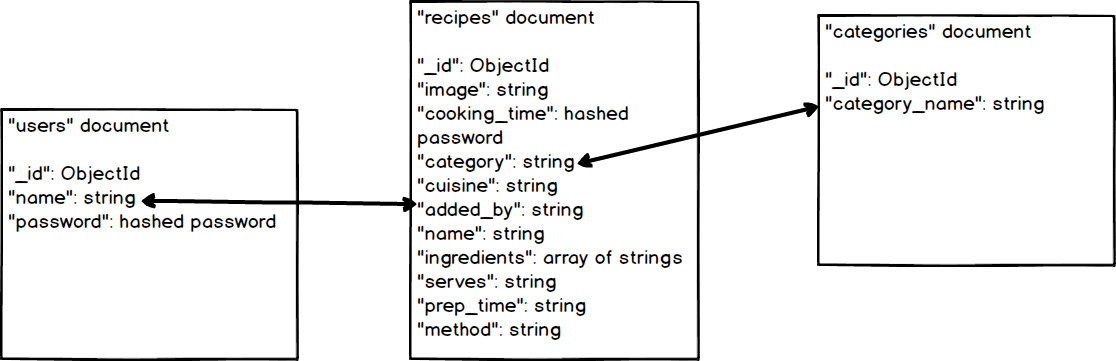 "users" document
"_id": ObjectId
"name": string
"password": hashed password
"recipes" document
"_id": ObjectId
"image": string
"cooking_time": hashed
password
"category": string
"cuisine": string
"added_by": string
"name": string
"ingredients": array of strings
"serves": string
"prep_time": string
"method": string
"categories" document
"_id": ObjectId
"category_name": string